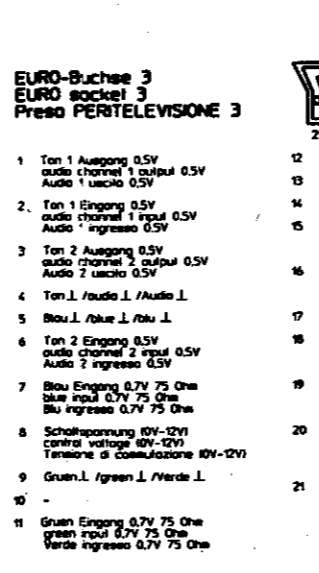 EURO-Buchse 3
EURO socket 3
Presa PERITELEVISIONE 3
2
1 Ton 1 Ausgang 0,5V
audio channel 1 output 0,5V
Audio 1 uscita 0,5V
2 Ton 1 Eingang 0,5V
audio channel 1 input 0,5V
Audio 1 ingresso 0,5V
3 Ton 2 Ausgang 0,5V
audio channel 2 output 0,5V
Audio 2 uscita 0,5V
4 Ton ⊥ /audio ⊥ /Audio ⊥
5 Blau ⊥ /blue ⊥ /blu ⊥
6 Ton 2 Eingang 0,5V
audio channel 2 input 0,5V
Audio 2 ingresso 0,5V
7 Blau Eingang 0,7V 75 Ohm
blue input 0,7V 75 Ohm
Blu ingresso 0,7V 75 Ohm
8 Schaltspannung (0V-12V)
control voltage (0V-12V)
Tensione di commutazione (0V-12V)
9 Gruen ⊥ /green ⊥ /Verde ⊥
10 -
11 Gruen Eingang 0,7V 75 Ohm
green input 0,7V 75 Ohm
Verde ingresso 0,7V 75 Ohm
12
13
14
15
16
17
18
19
20
21